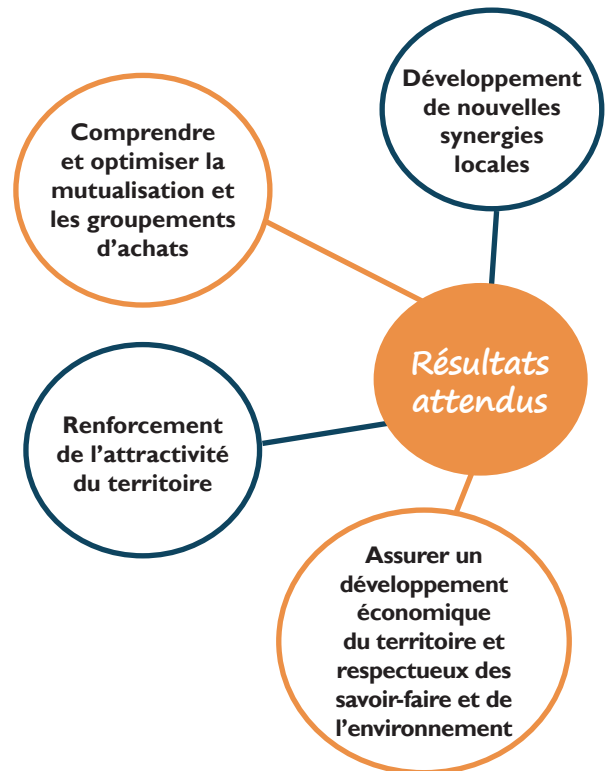 Développement
de nouvelles
synergies
locales
Comprendre
et optimiser la
mutualisation et
les groupements
d’achats
Résultats
attendus
Renforcement
de l’attractivité
du territoire
Assurer un
développement
économique
du territoire et
respectueux des
savoir-faire et de
l’environnement